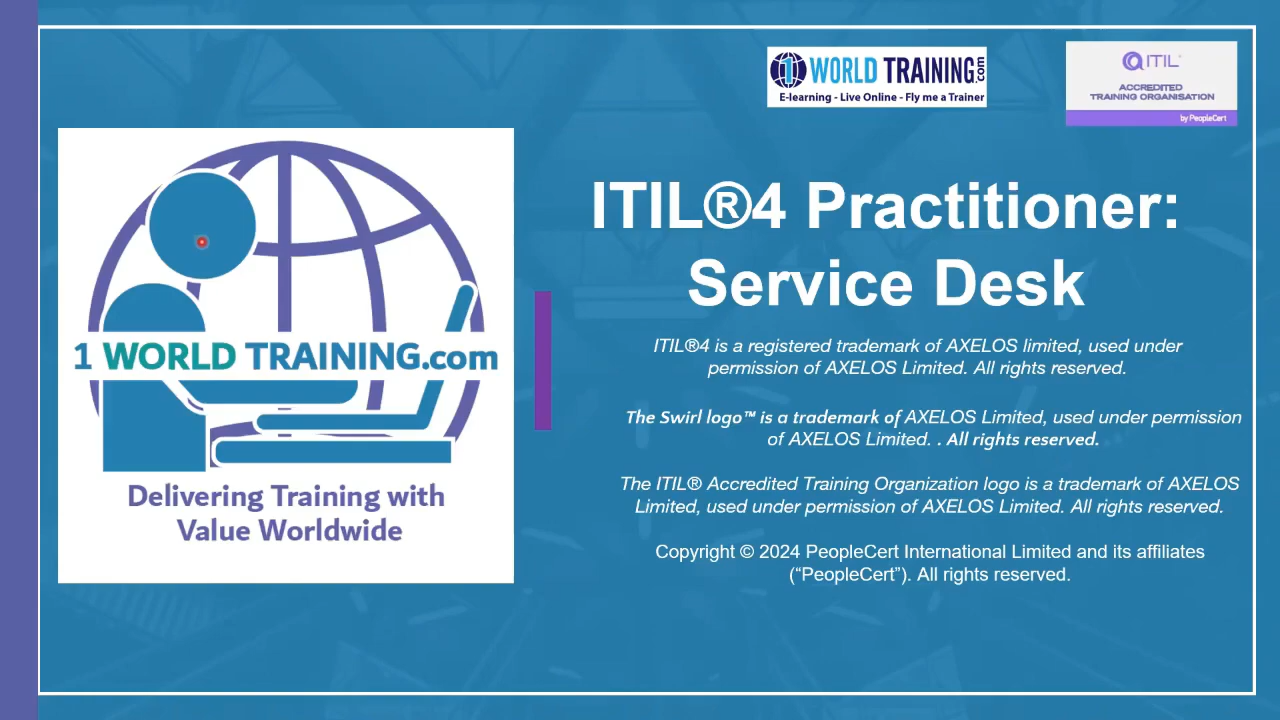 1 WORLD TRAINING.com
E-learning - Live Online - Fly me a Trainer
ITIL®
ACCREDITED
TRAINING ORGANISATION
by PeopleCert
1 WORLD TRAINING.com
Delivering Training with
Value Worldwide
ITIL®4 Practitioner:
Service Desk
ITIL®4 is a registered trademark of AXELOS limited, used under
permission of AXELOS Limited. All rights reserved.
The Swirl logo™ is a trademark of AXELOS Limited, used under permission
of AXELOS Limited. . All rights reserved.
The ITIL® Accredited Training Organization logo is a trademark of AXELOS
Limited, used under permission of AXELOS Limited. All rights reserved.
Copyright © 2024 PeopleCert International Limited and its affiliates
(“PeopleCert”). All rights reserved.